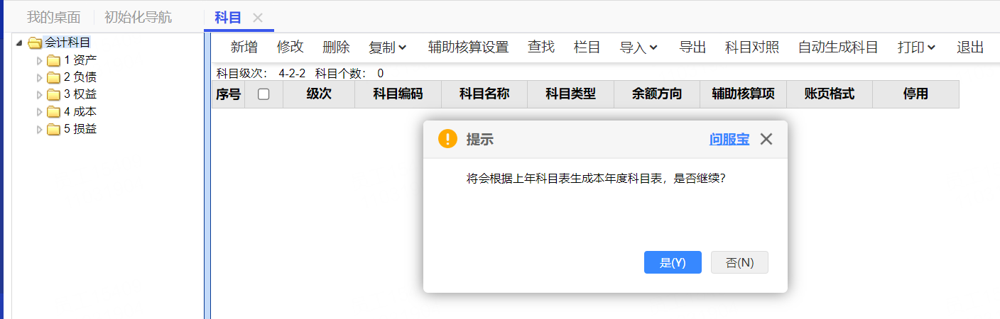 我的桌面 初始化导航 科目
会计科目
1 资产
2 负债
3 权益
4 成本
5 损益
新增 修改 删除 复制 辅助核算设置 查找 栏目 导入 导出 科目对照 自动生成科目 打印 退出
科目级次： 4-2-2 科目个数： 0
序号 级次 科目编码 科目名称 科目类型 余额方向 辅助核算项 账页格式 停用
提示 问服宝
将会根据上年科目表生成本年度科目表，是否继续?
是(Y) 否(N)